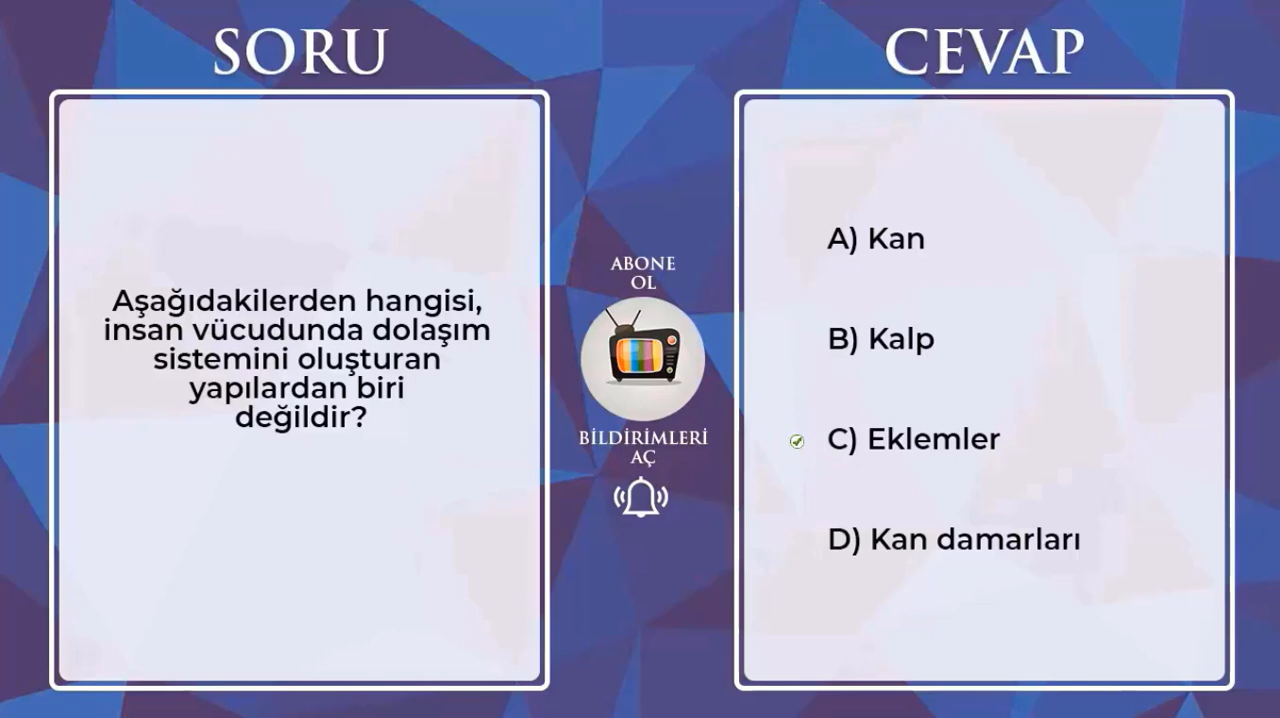 SORU
Aşağıdakilerden hangisi,
insan vücudunda dolaşım
sistemini oluşturan
yapılardan biri
değildir?
ABONE
OL
BİLDİRİMLERİ
AÇ
CEVAP
A) Kan
B) Kalp
C) Eklemler
D) Kan damarları